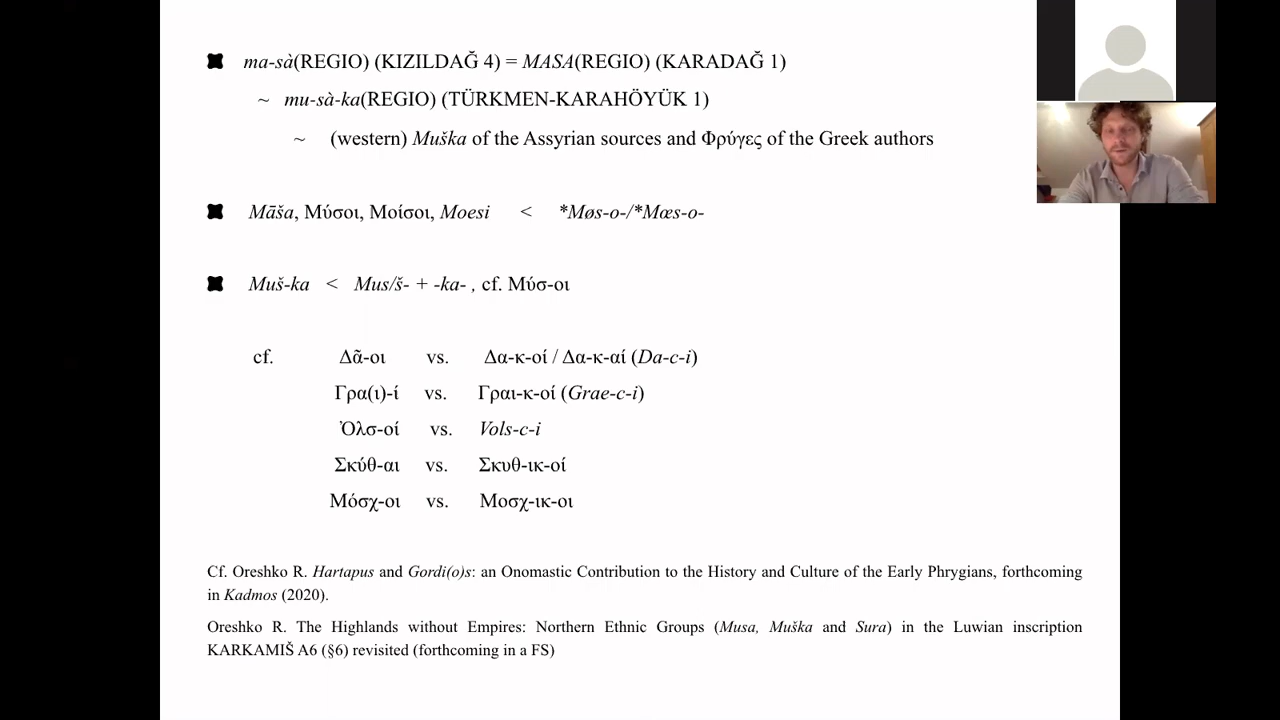 ma-sà(REGIO) (KIZILDAĞ 4) = MASA(REGIO) (KARADAĞ 1)
~ mu-sà-ka(REGIO) (TÜRKMEN-KARAHÖYÜK 1)
~ (western) Muška of the Assyrian sources and Φρύγες of the Greek authors
Māša, Μύσοι, Μοίσοι, Moesi < *Møs-o-/*Mœs-o-
Muš-ka < Mus/š- + -ka- , cf. Μύσ-οι
cf. Δᾶ-οι vs. Δα-κ-οί / Δα-κ-αί (Da-c-i)
Γρα(ι)-ί vs. Γραι-κ-οί (Grae-c-i)
Ὀλσ-οί vs. Vols-c-i
Σκύθ-αι vs. Σκυθ-ικ-οί
Μόσχ-οι vs. Μοσχ-ικ-οι
Cf. Oreshko R. Hartapus and Gordi(o)s: an Onomastic Contribution to the History and Culture of the Early Phrygians, forthcoming
in Kadmos (2020).
Oreshko R. The Highlands without Empires: Northern Ethnic Groups (Musa, Muška and Sura) in the Luwian inscription
KARKAMIŠ A6 (§6) revisited (forthcoming in a FS)